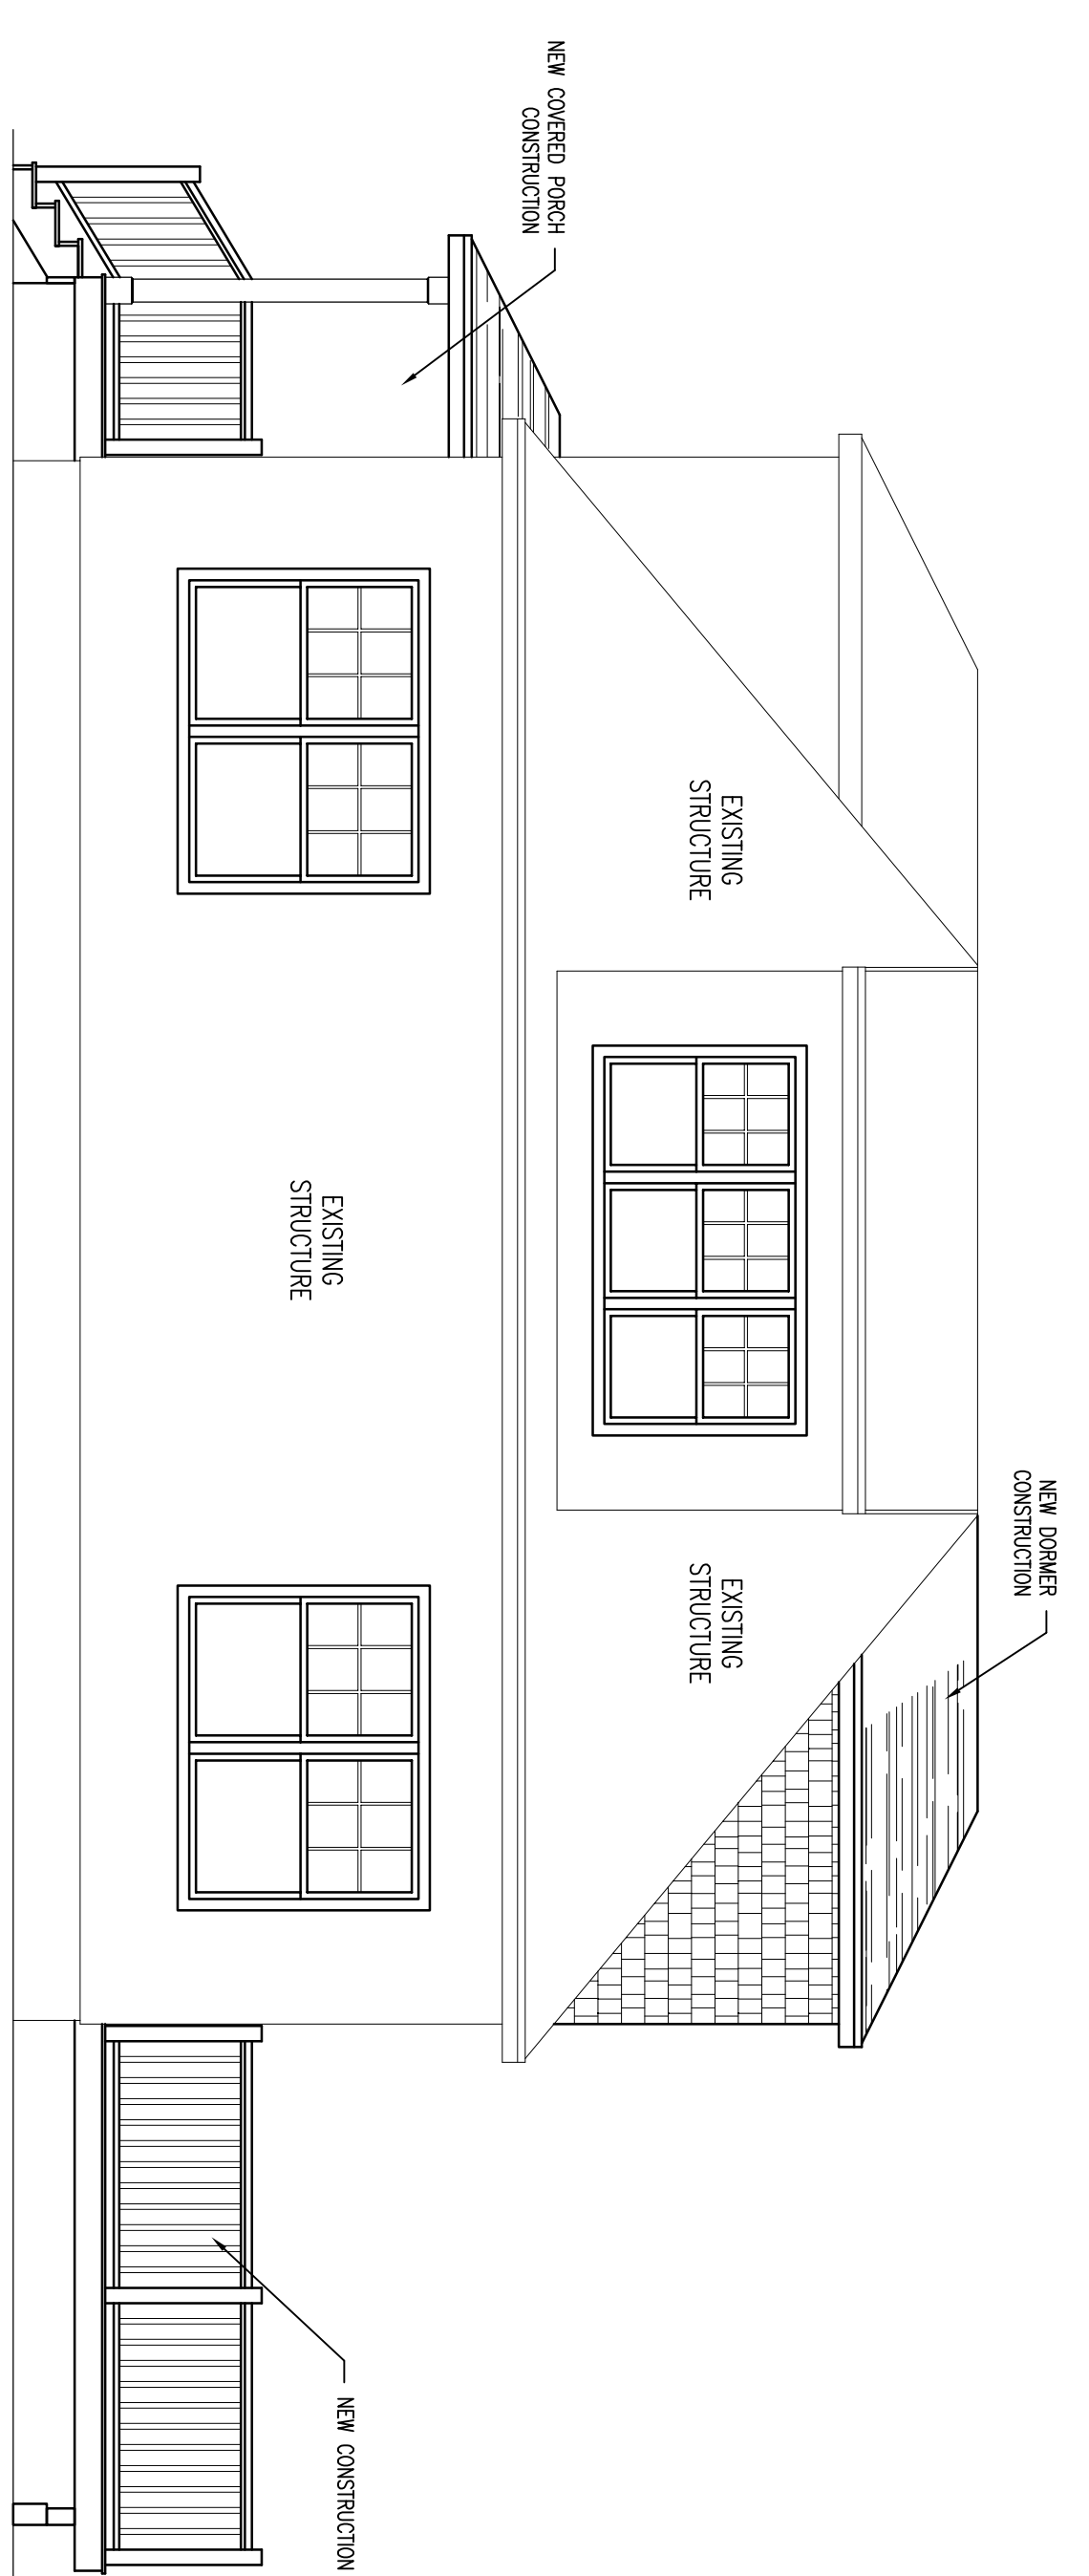 NEW DORMER
CONSTRUCTION
NEW COVERED PORCH
CONSTRUCTION
EXISTING
STRUCTURE
EXISTING
STRUCTURE
EXISTING
STRUCTURE
NEW CONSTRUCTION